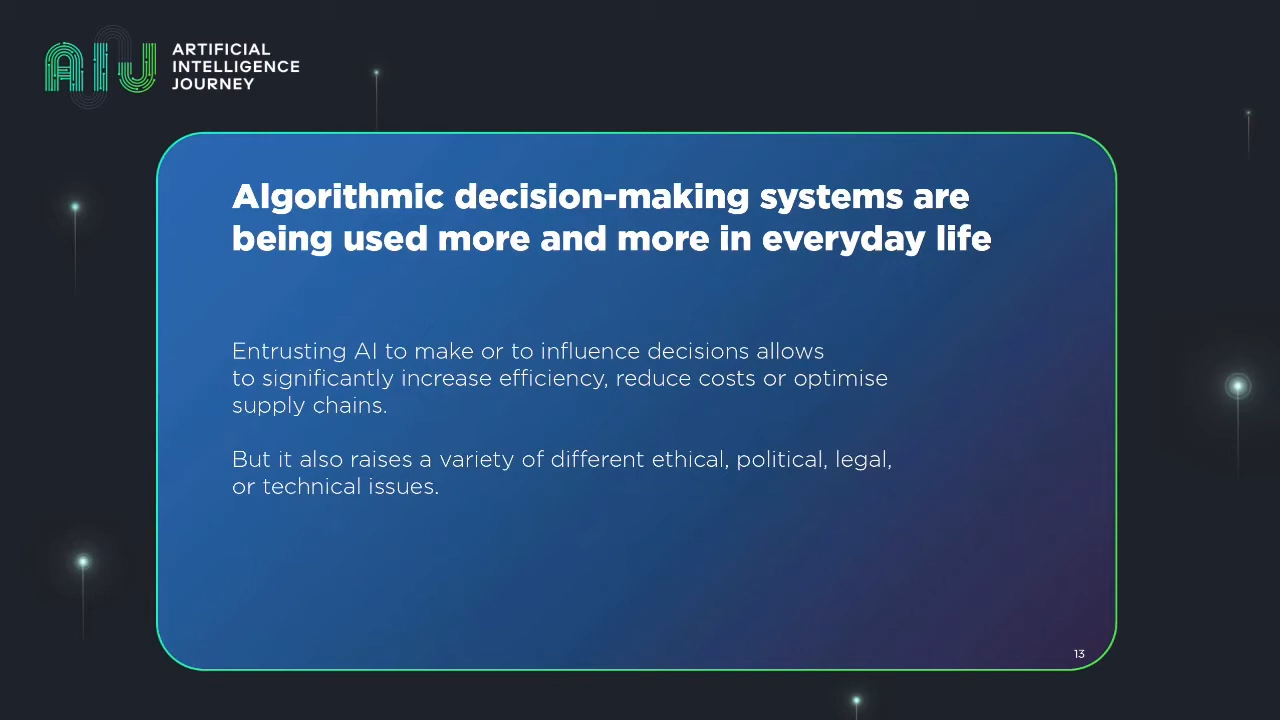 AIJ
ARTIFICIAL
INTELLIGENCE
JOURNEY
Algorithmic decision-making systems are
being used more and more in everyday life
Entrusting AI to make or to influence decisions allows
to significantly increase efficiency, reduce costs or optimise
supply chains.
But it also raises a variety of different ethical, political, legal,
or technical issues.
13